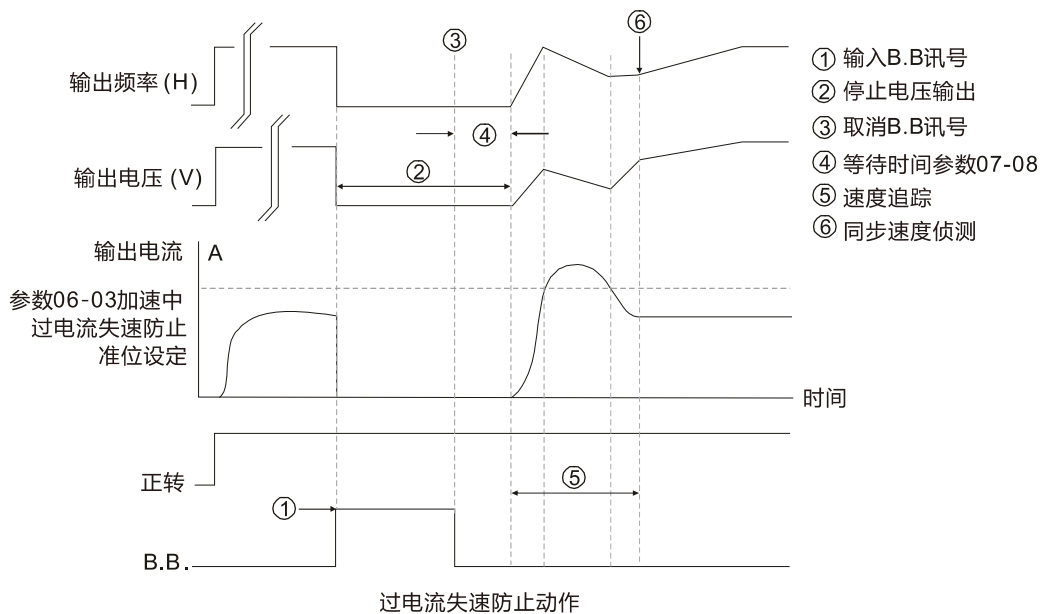 ⑥
③
输出频率 (H)
① 输入B.B讯号
② 停止电压输出
③ 取消B.B讯号
④ 等待时间参数07-08
⑤ 速度追踪
⑥ 同步速度侦测
④
输出电压 (V)
②
输出电流
A
参数06-03加速中
过电流失速防止
准位设定
时间
正转
⑤
①
B.B.
过电流失速防止动作